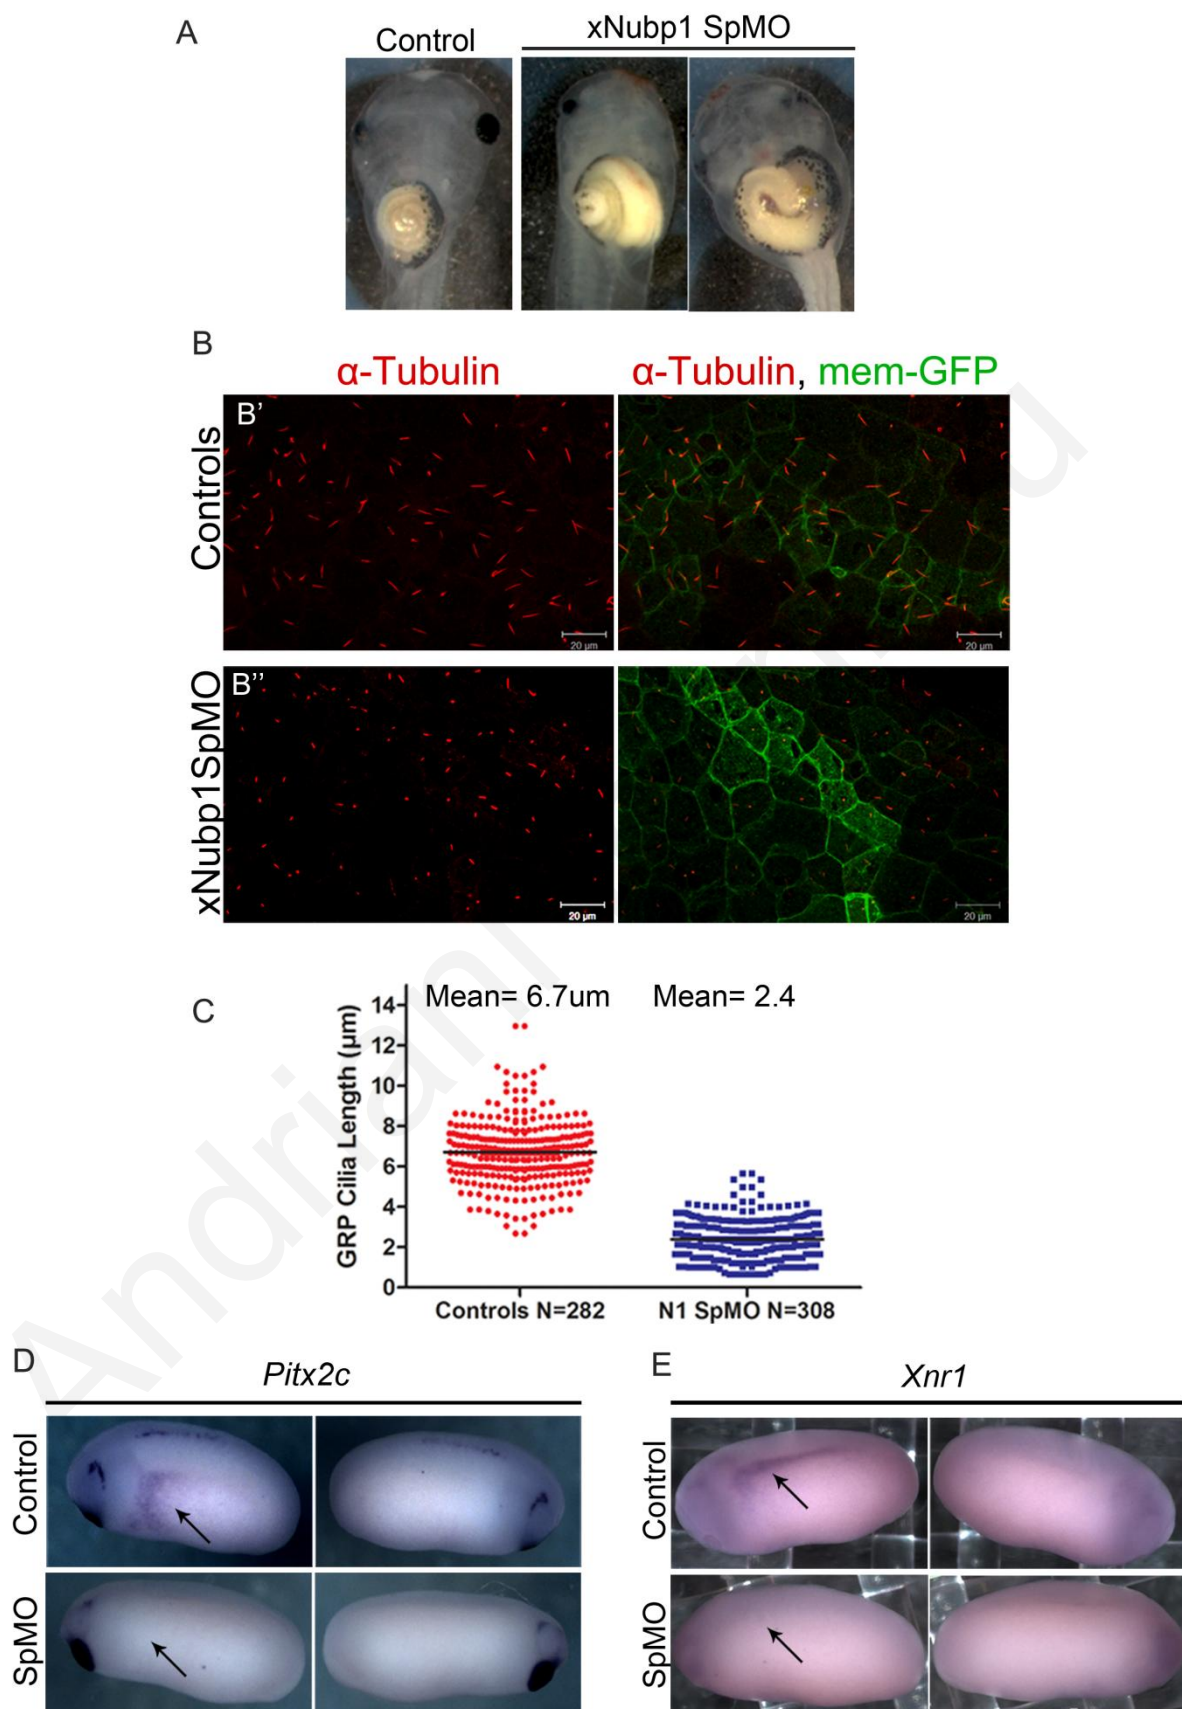 A
Control
xNubp1 SpMO
B
α-Tubulin
α-Tubulin, mem-GFP
Controls
B'
20 µm
20 µm
xNubp1SpMO
B''
20 µm
20 µm
C
Mean= 6.7um
Mean= 2.4
GRP Cilia Length (µm)
14
12
10
8
6
4
2
0
Controls N=282
N1 SpMO N=308
D
Pitx2c
Control
SpMO
E
Xnr1
Control
SpMO
Andriani
u